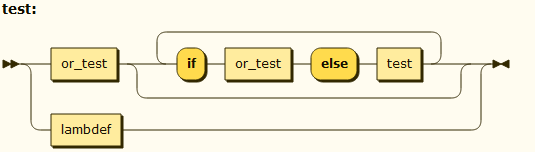 test:
or_test if or_test else test
lambdef